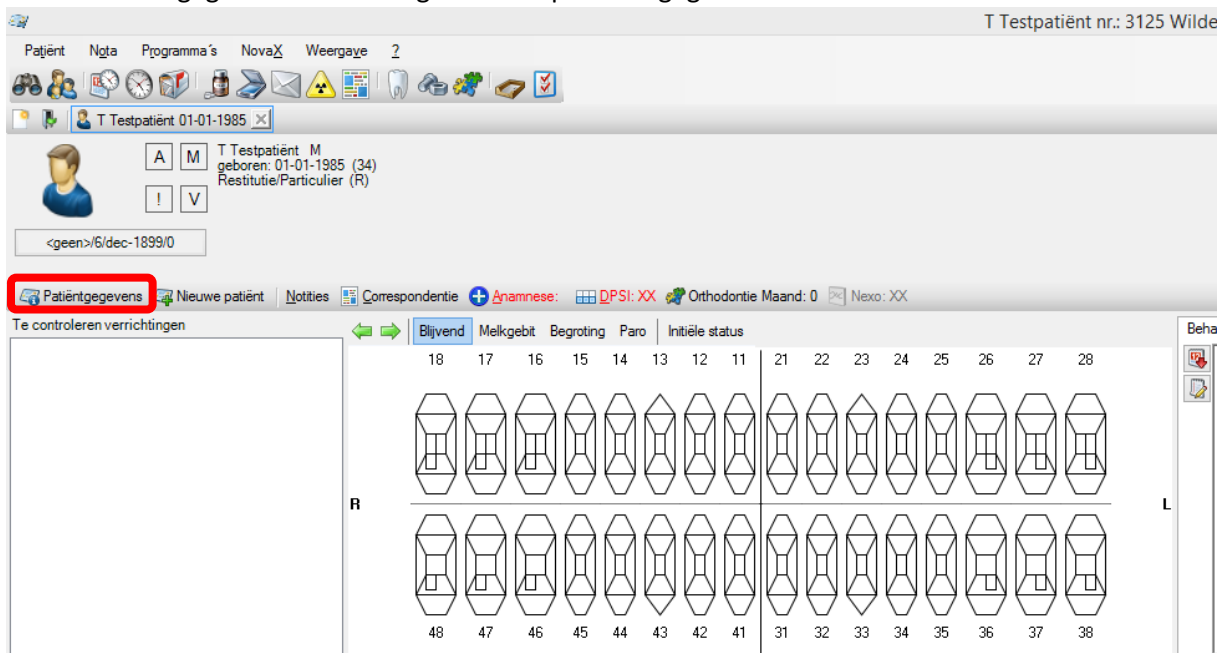 T Testpatiënt nr.: 3125 Wilde
Patiënt Nota Programma´s NovaX Weergave ?
T Testpatiënt 01-01-1985
A M T Testpatiënt M
geboren: 01-01-1985 (34)
Restitutie/Particulier (R)
! V
<geen>/6/dec-1899/0
Patiëntgegevens Nieuwe patiënt Notities Correspondentie Anamnese: DPSI: XX Orthodontie Maand: 0 Nexo: XX
Te controleren verrichtingen Blijvend Melkgebit Begroting Paro Initiële status Beha
18 17 16 15 14 13 12 11 21 22 23 24 25 26 27 28
R L
48 47 46 45 44 43 42 41 31 32 33 34 35 36 37 38